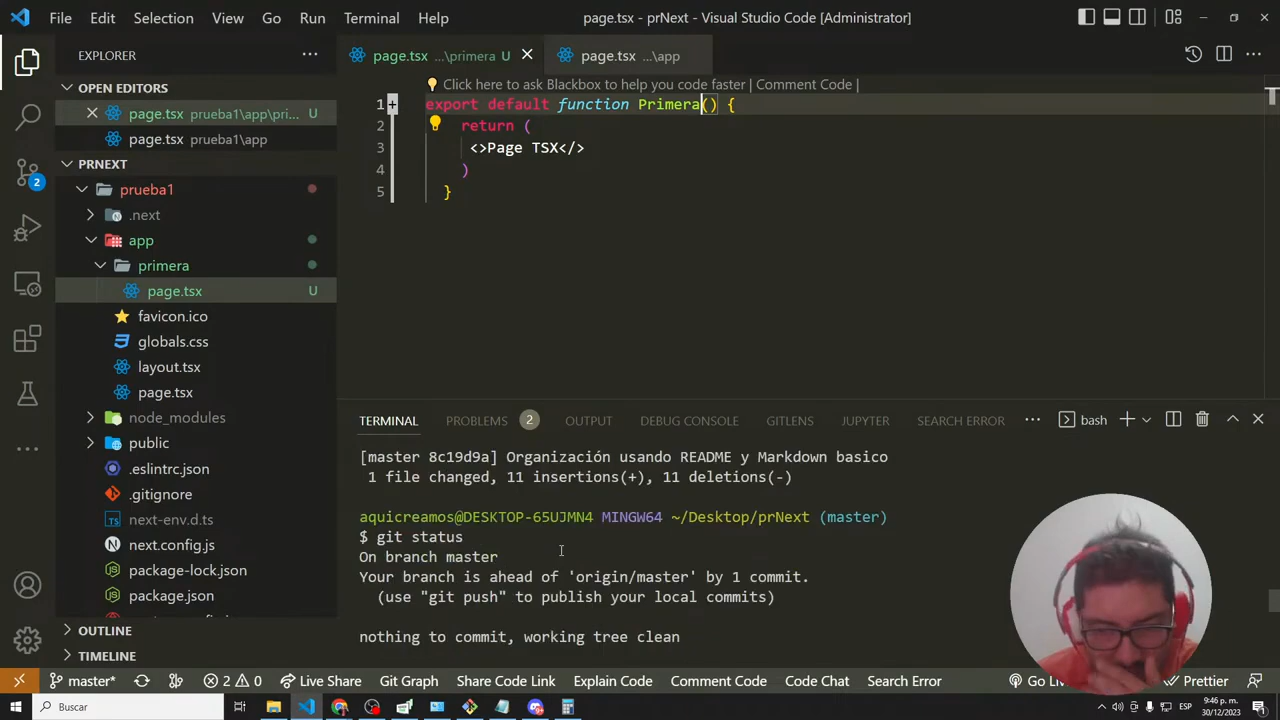 File Edit Selection View Go Run Terminal Help page.tsx - prNext - Visual Studio Code [Administrator]
EXPLORER
page.tsx ...\primera U
page.tsx ...\app
OPEN EDITORS
page.tsx prueba1\app\pri... U
page.tsx prueba1\app
PRNEXT
prueba1
.next
app
primera
page.tsx U
favicon.ico
globals.css
layout.tsx
page.tsx
node_modules
public
.eslintrc.json
.gitignore
next-env.d.ts
next.config.js
package-lock.json
package.json
OUTLINE
TIMELINE
Click here to ask Blackbox to help you code faster | Comment Code |
1 export default function Primera() {
2 return (
3 <>Page TSX</>
4 )
5 }
TERMINAL PROBLEMS 2 OUTPUT DEBUG CONSOLE GITLENS JUPYTER SEARCH ERROR bash
[master 8c19d9a] Organización usando README y Markdown basico
1 file changed, 11 insertions(+), 11 deletions(-)
aquicreamos@DESKTOP-65UJMN4 MINGW64 ~/Desktop/prNext (master)
$ git status
On branch master
Your branch is ahead of 'origin/master' by 1 commit.
(use "git push" to publish your local commits)
nothing to commit, working tree clean
2
master* 2 0 Live Share Git Graph Share Code Link Explain Code Comment Code Code Chat Search Error Go Li Prettier
Buscar
ESP
9:46 p. m.
30/12/2023